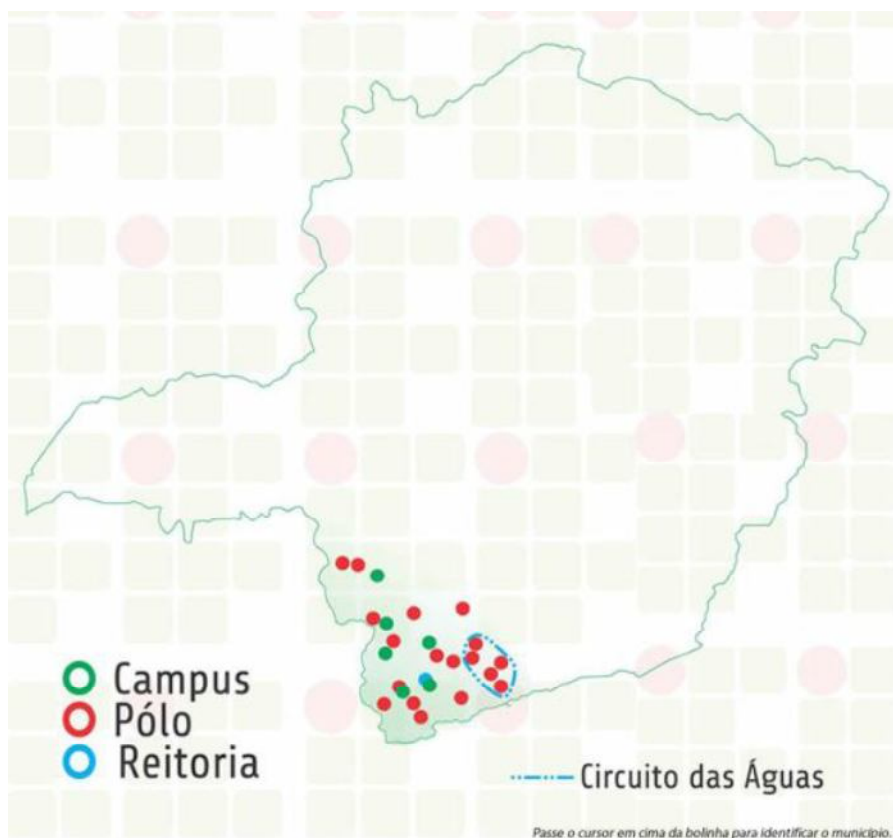 Campus
Pólo
Reitoria
Circuito das Águas
Passe o cursor em cima da bolinha para identificar o município.